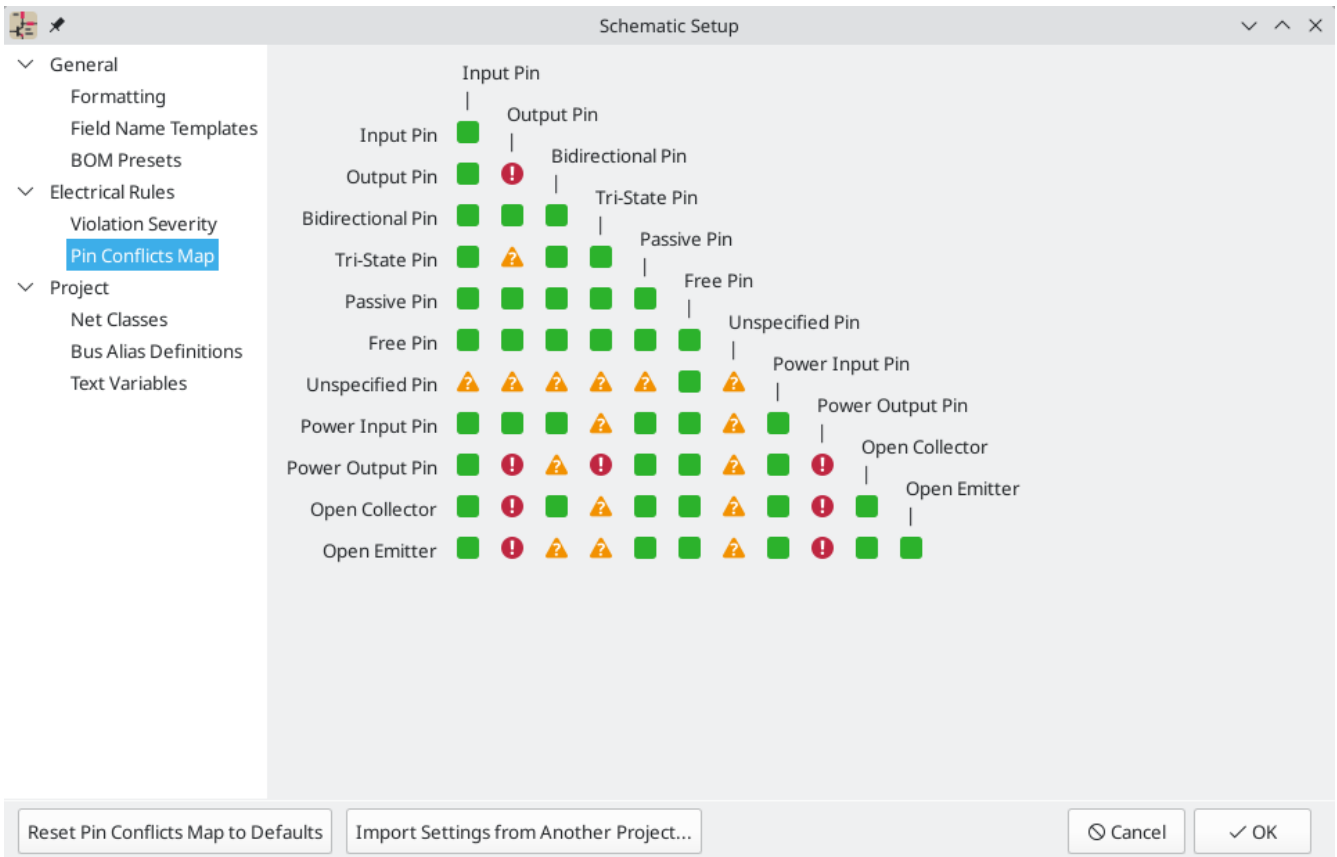 Schematic Setup
General
Formatting
Field Name Templates
BOM Presets
Electrical Rules
Violation Severity
Pin Conflicts Map
Project
Net Classes
Bus Alias Definitions
Text Variables
Input Pin
|
Output Pin
Input Pin
|
Bidirectional Pin
Output Pin
|
Tri-State Pin
Bidirectional Pin
|
Passive Pin
Tri-State Pin
|
Free Pin
Passive Pin
|
Unspecified Pin
Free Pin
|
Power Input Pin
Unspecified Pin
|
Power Output Pin
Power Input Pin
|
Open Collector
Power Output Pin
|
Open Emitter
Open Collector
|
Open Emitter
Reset Pin Conflicts Map to Defaults
Import Settings from Another Project...
Cancel
OK